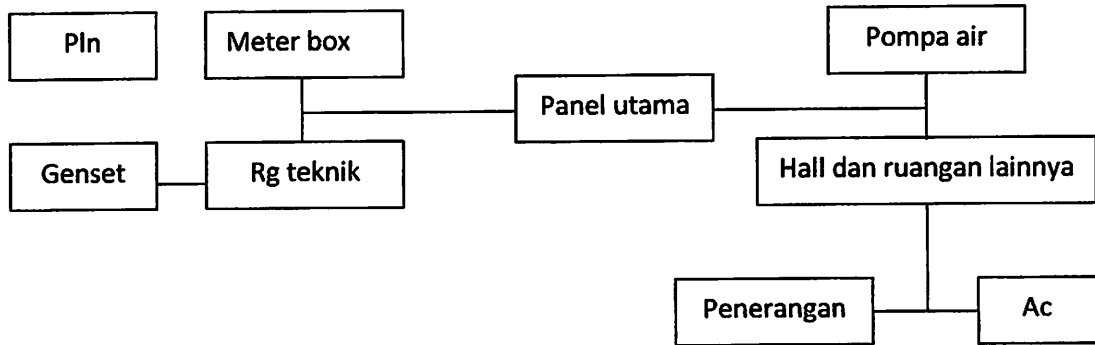 Pln
Meter box
Pompa air
Panel utama
Genset
Rg teknik
Hall dan ruangan lainnya
Penerangan
Ac